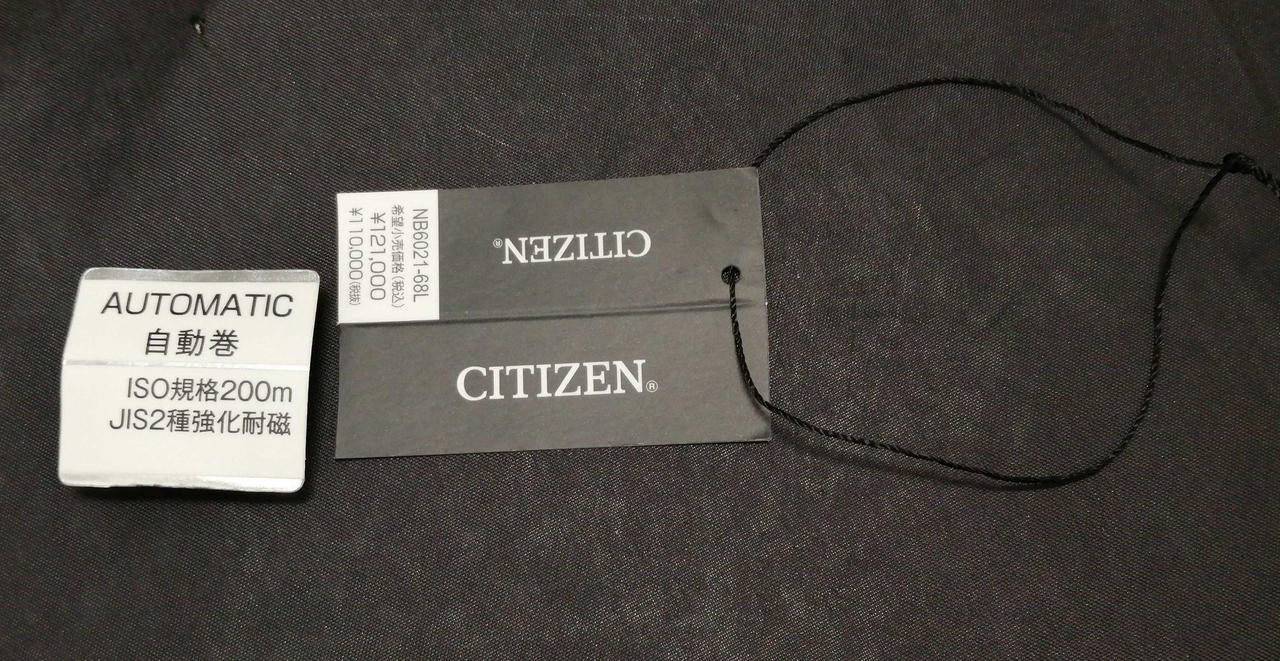 AUTOMATIC
自動巻
ISO規格200m
JIS2種強化耐磁
NB6021-68L
希望小売価格(税込)
¥121,000
¥110,000(税抜)
CITIZEN®
CITIZEN®